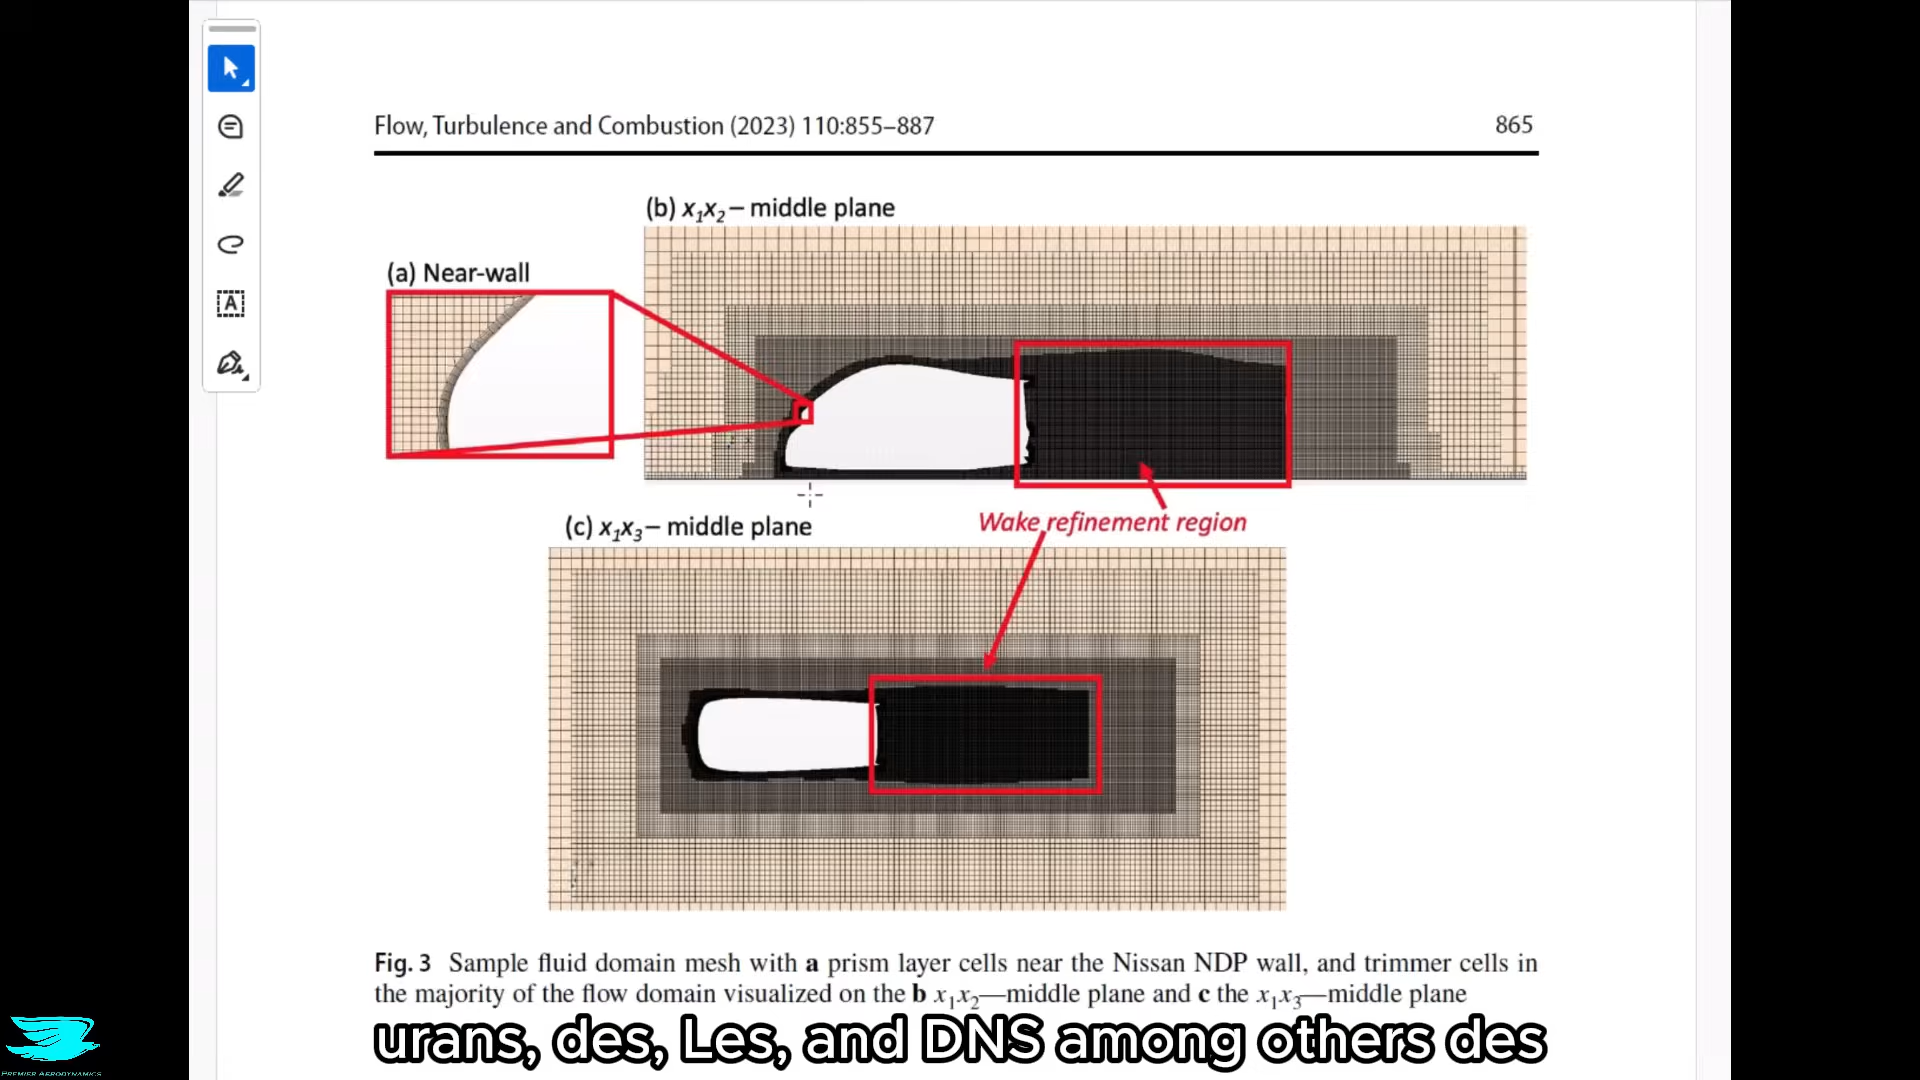 Flow, Turbulence and Combustion (2023) 110:855–887 865
(b) x₁x₂ – middle plane
(a) Near-wall
Wake refinement region
(c) x₁x₃ – middle plane
Fig. 3 Sample fluid domain mesh with a prism layer cells near the Nissan NDP wall, and trimmer cells in
the majority of the flow domain visualized on the b x₁x₂—middle plane and c the x₁x₃—middle plane
urans, des, Les, and DNS among others des
PREMIER AERODYNAMICS
A